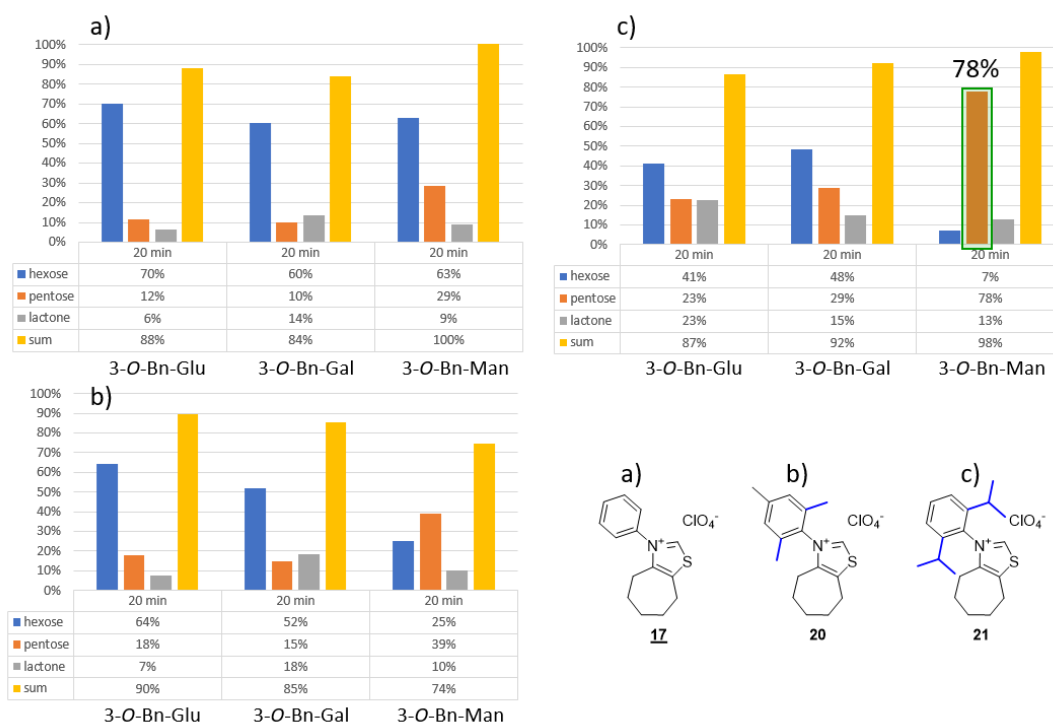 a)
100%
90%
80%
70%
60%
50%
40%
30%
20%
10%
0%
20 min 20 min 20 min
hexose 70% 60% 63%
pentose 12% 10% 29%
lactone 6% 14% 9%
sum 88% 84% 100%
3-O-Bn-Glu 3-O-Bn-Gal 3-O-Bn-Man
c)
100%
90%
80%
70%
60%
50%
40%
30%
20%
10%
0%
78%
20 min 20 min 20 min
hexose 41% 48% 7%
pentose 23% 29% 78%
lactone 23% 15% 13%
sum 87% 92% 98%
3-O-Bn-Glu 3-O-Bn-Gal 3-O-Bn-Man
b)
100%
90%
80%
70%
60%
50%
40%
30%
20%
10%
0%
20 min 20 min 20 min
hexose 64% 52% 25%
pentose 18% 15% 39%
lactone 7% 18% 10%
sum 90% 85% 74%
3-O-Bn-Glu 3-O-Bn-Gal 3-O-Bn-Man
a) b) c)
ClO₄⁻ ClO₄⁻ ClO₄⁻
N⁺ N⁺ N⁺
S S S
17 20 21